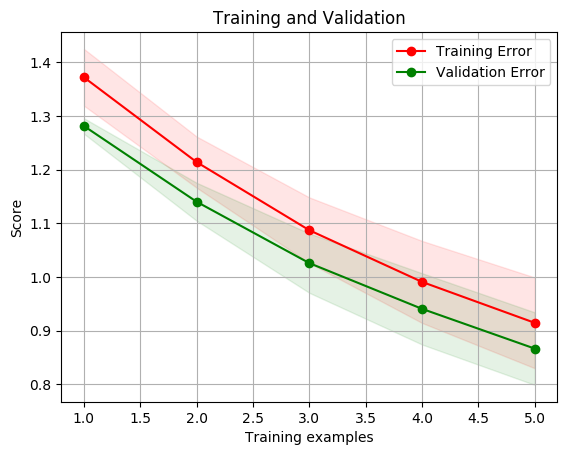 Training and Validation
Training Error
Validation Error
Score
1.4
1.3
1.2
1.1
1.0
0.9
0.8
1.0 1.5 2.0 2.5 3.0 3.5 4.0 4.5 5.0
Training examples